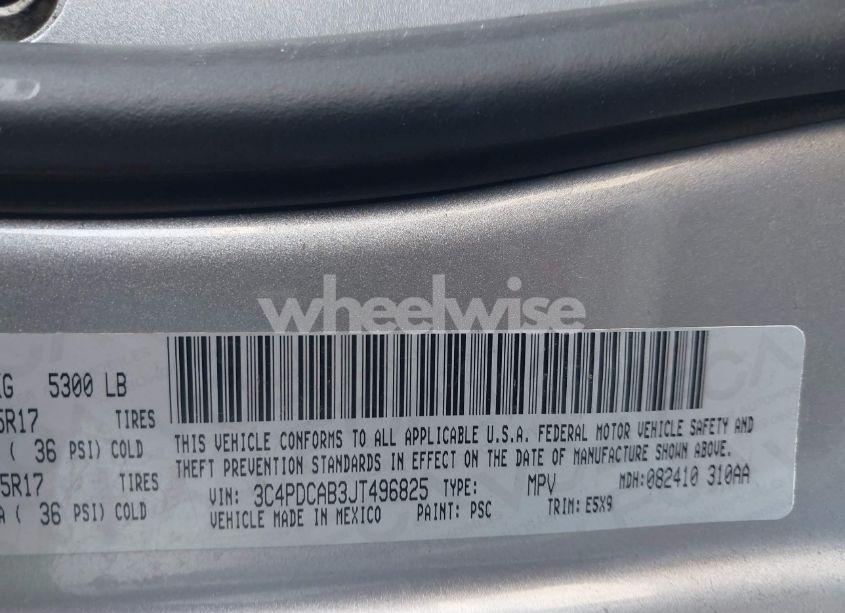 wheelwise
KG 5300 LB
5R17 TIRES
( 36 PSI) COLD
5R17 TIRES
A ( 36 PSI) COLD
THIS VEHICLE CONFORMS TO ALL APPLICABLE U.S.A. FEDERAL MOTOR VEHICLE SAFETY AND
THEFT PREVENTION STANDARDS IN EFFECT ON THE DATE OF MANUFACTURE SHOWN ABOVE.
VIN: 3C4PDCAB3JT496825 TYPE: MPV MDH:082410 310AA
VEHICLE MADE IN MEXICO PAINT: PSC TRIM: E5X9